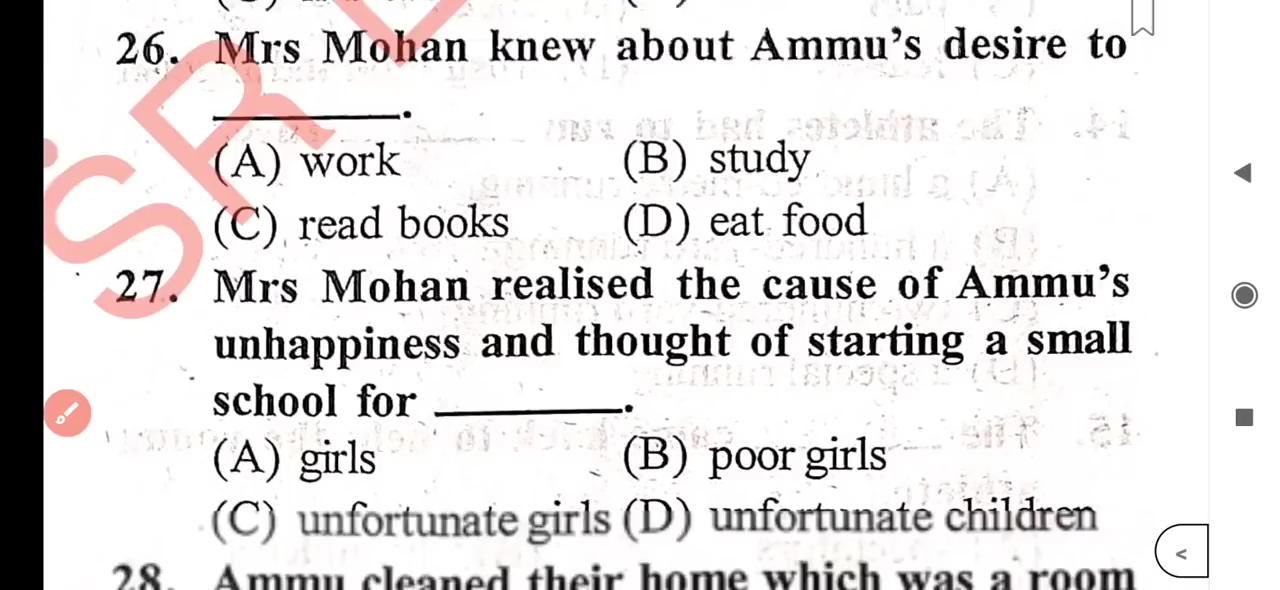 26. Mrs Mohan knew about Ammu's desire to
________.
(A) work (B) study
(C) read books (D) eat food
27. Mrs Mohan realised the cause of Ammu's
unhappiness and thought of starting a small
school for ________.
(A) girls (B) poor girls
(C) unfortunate girls (D) unfortunate children
28. Ammu cleaned their home which was a room